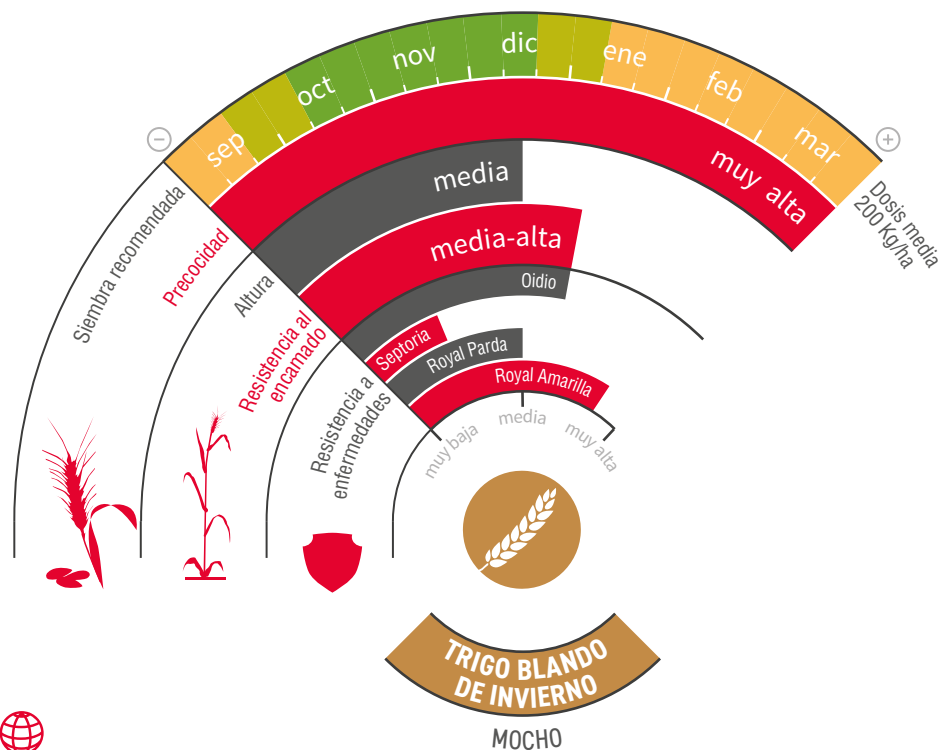 sep
oct
nov
dic
ene
feb
mar
−
+
Siembra recomendada
Dosis media
200 Kg/ha
Precocidad
muy alta
Altura
media
Resistencia al
encamado
media-alta
Resistencia a
enfermedades
Oidio
Septoria
Royal Parda
Royal Amarilla
muy baja
media
muy alta
TRIGO BLANDO
DE INVIERNO
MOCHO